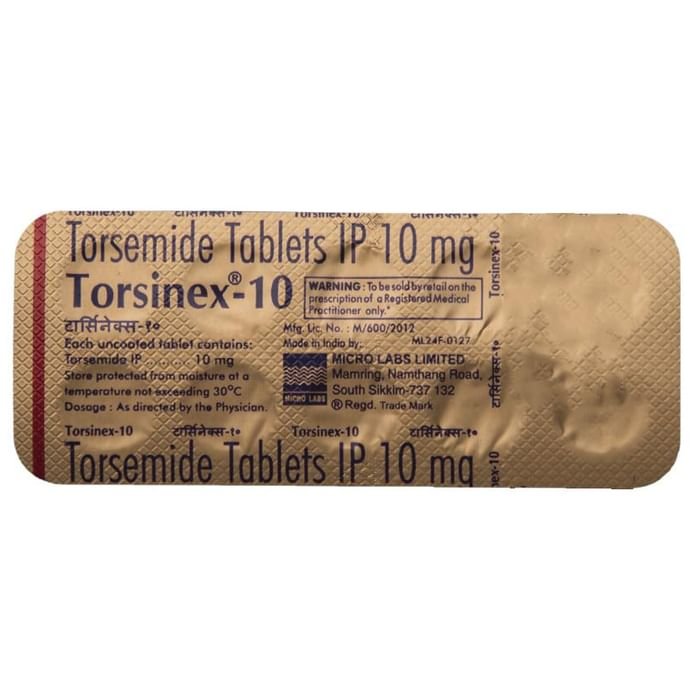 Torsinex-10 टार्सिनेक्स-१० Torsinex-10 टार्सिनेक्स-१०
Torsemide Tablets IP 10 mg
Torsinex®-10
टार्सिनेक्स-१०
Each uncoated tablet contains:
Torsemide IP .......... 10 mg
Store protected from moisture at a
temperature not exceeding 30°C
Dosage : As directed by the Physician.
WARNING : To be sold by retail on the
prescription of a Registered Medical
Practitioner only."
Mfg. Lic. No. : M/600/2012
Made in India by: ML24F-0127
MICRO LABS
MICRO LABS LIMITED
Mamring, Namthang Road,
South Sikkim-737 132
® Regd. Trade Mark
Torsinex-10 टार्सिनेक्स-१० Torsinex-10 टार्सिनेक्स-१०
Torsemide Tablets IP 10 mg
Torsinex-10
टार्सिनेक्स-१०
Torsinex-10